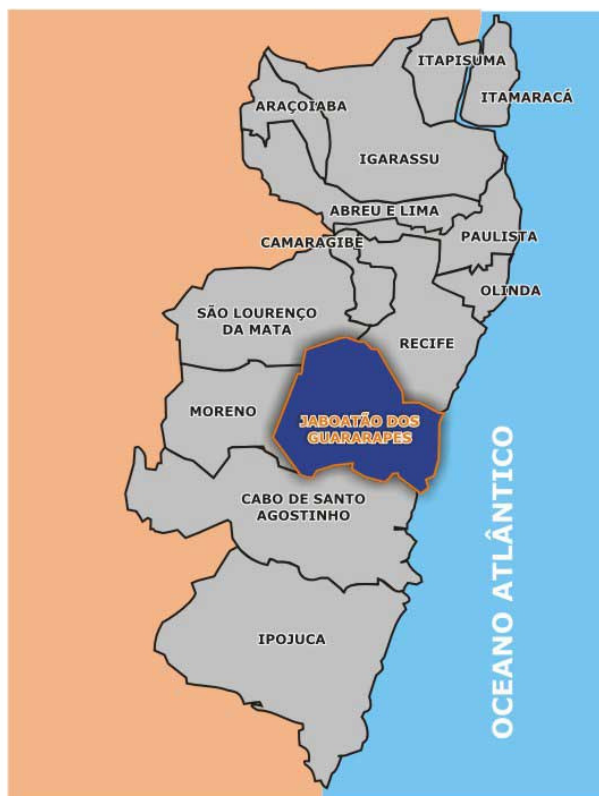 ITAPISUMA
ITAMARACÁ
ARAÇOIABA
IGARASSU
ABREU E LIMA
PAULISTA
CAMARAGIBE
OLINDA
SÃO LOURENÇO
DA MATA
RECIFE
MORENO
JABOATÃO DOS
GUARARAPES
CABO DE SANTO
AGOSTINHO
IPOJUCA
OCEANO ATLÂNTICO